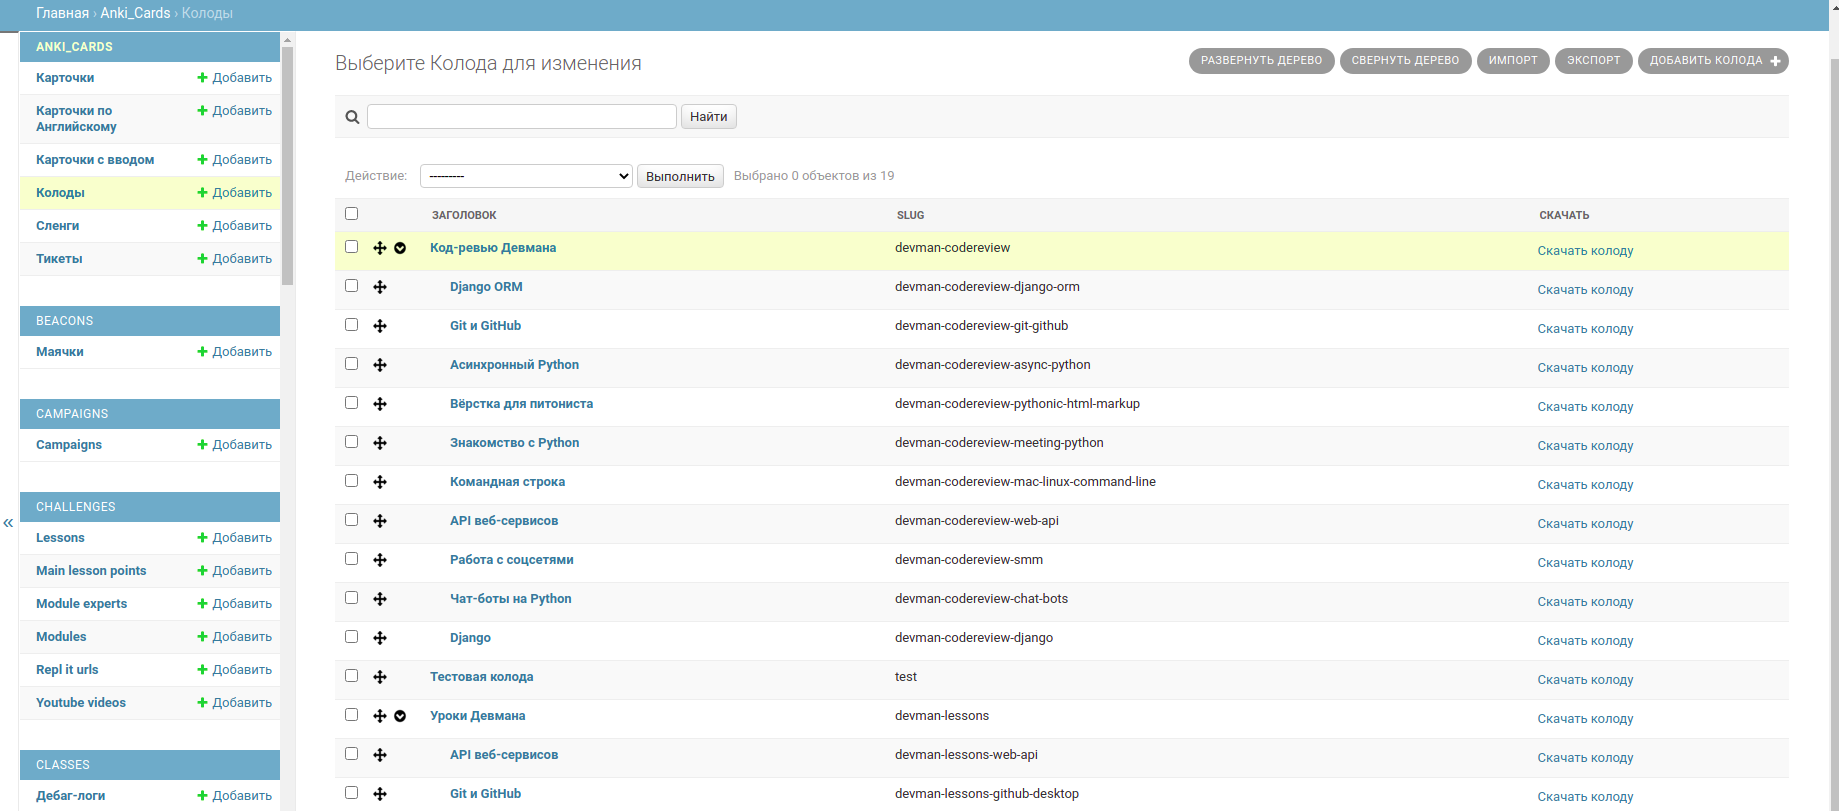 Главная › Anki_Cards › Колоды
ANKI_CARDS
Карточки Добавить
Карточки по Добавить
Английскому
Карточки с вводом Добавить
Колоды Добавить
Сленги Добавить
Тикеты Добавить
BEACONS
Маячки Добавить
CAMPAIGNS
Campaigns Добавить
CHALLENGES
Lessons Добавить
Main lesson points Добавить
Module experts Добавить
Modules Добавить
Repl it urls Добавить
Youtube videos Добавить
CLASSES
Дебаг-логи Добавить
«
Выберите Колода для изменения
РАЗВЕРНУТЬ ДЕРЕВО СВЕРНУТЬ ДЕРЕВО ИМПОРТ ЭКСПОРТ ДОБАВИТЬ КОЛОДА
Найти
Действие: --------- Выполнить Выбрано 0 объектов из 19
ЗАГОЛОВОК SLUG СКАЧАТЬ
Код-ревью Девмана devman-codereview Скачать колоду
Django ORM devman-codereview-django-orm Скачать колоду
Git и GitHub devman-codereview-git-github Скачать колоду
Асинхронный Python devman-codereview-async-python Скачать колоду
Вёрстка для питониста devman-codereview-pythonic-html-markup Скачать колоду
Знакомство с Python devman-codereview-meeting-python Скачать колоду
Командная строка devman-codereview-mac-linux-command-line Скачать колоду
API веб-сервисов devman-codereview-web-api Скачать колоду
Работа с соцсетями devman-codereview-smm Скачать колоду
Чат-боты на Python devman-codereview-chat-bots Скачать колоду
Django devman-codereview-django Скачать колоду
Тестовая колода test Скачать колоду
Уроки Девмана devman-lessons Скачать колоду
API веб-сервисов devman-lessons-web-api Скачать колоду
Git и GitHub devman-lessons-github-desktop Скачать колоду